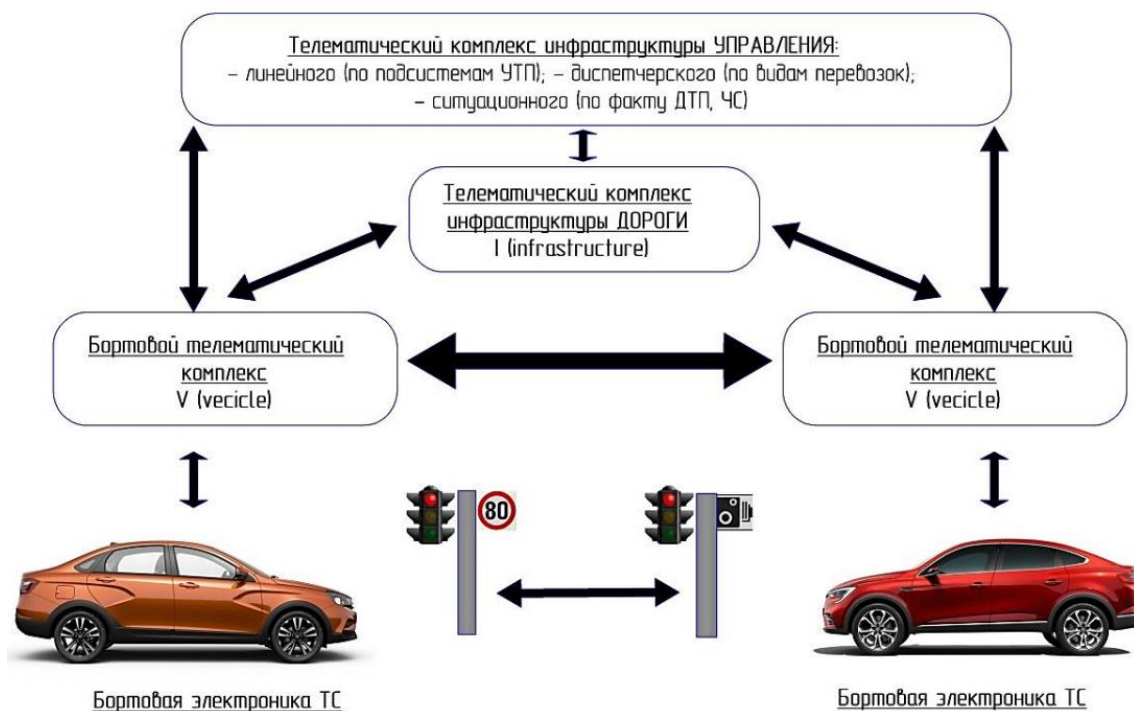 Телематический комплекс инфраструктуры УПРАВЛЕНИЯ:
– линейного (по подсистемам УТП); – диспетчерского (по видам перевозок);
– ситуационного (по факту ДТП, ЧС)
Телематический комплекс
инфраструктуры ДОРОГИ
I (infrastructure)
Бортовой телематический
комплекс
V (vecicle)
Бортовой телематический
комплекс
V (vecicle)
80
Бортовая электроника ТС
Бортовая электроника ТС